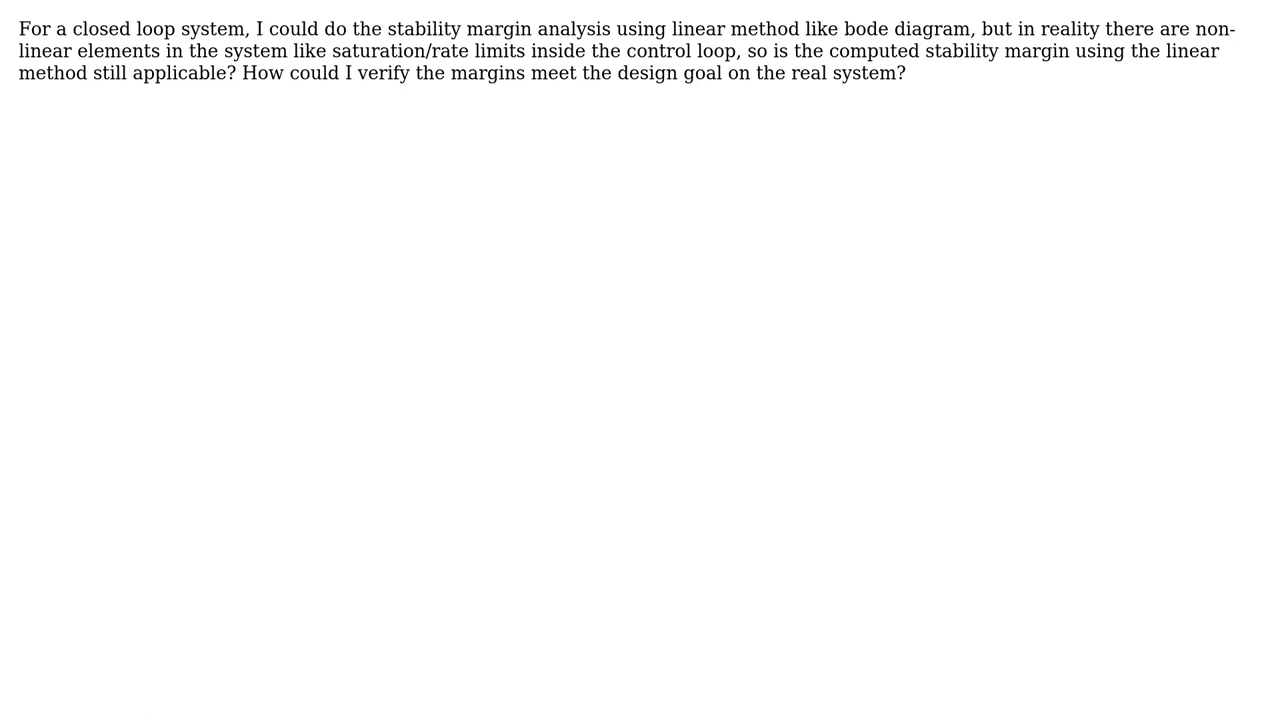 For a closed loop system, I could do the stability margin analysis using linear method like bode diagram, but in reality there are non-
linear elements in the system like saturation/rate limits inside the control loop, so is the computed stability margin using the linear
method still applicable? How could I verify the margins meet the design goal on the real system?